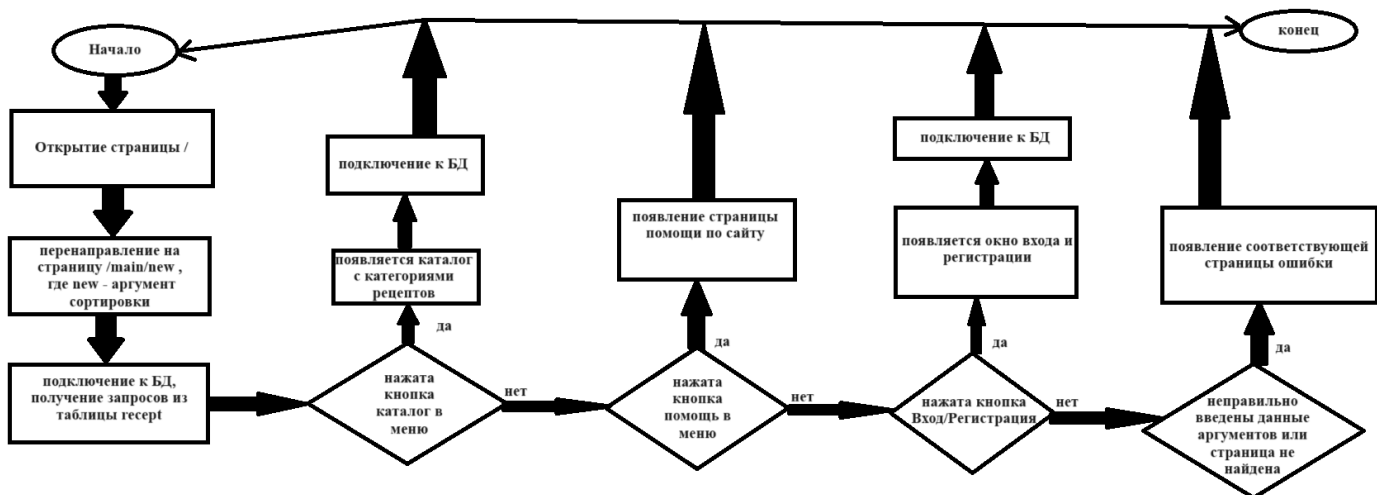 Начало
конец
Открытие страницы /
перенаправление на
страницу /main/new ,
где new - аргумент
сортировки
подключение к БД,
получение запросов из
таблицы recept
подключение к БД
появляется каталог
с категориями
рецептов
да
нажата
кнопка
каталог в
меню
нет
появление страницы
помощи по сайту
да
нажата
кнопка
помощь в
меню
нет
подключение к БД
появляется окно входа и
регистрации
да
нажата кнопка
Вход/Регистрация
нет
появление соответствующей
страницы ошибки
да
неправильно
введены данные
аргументов или
страница не
найдена